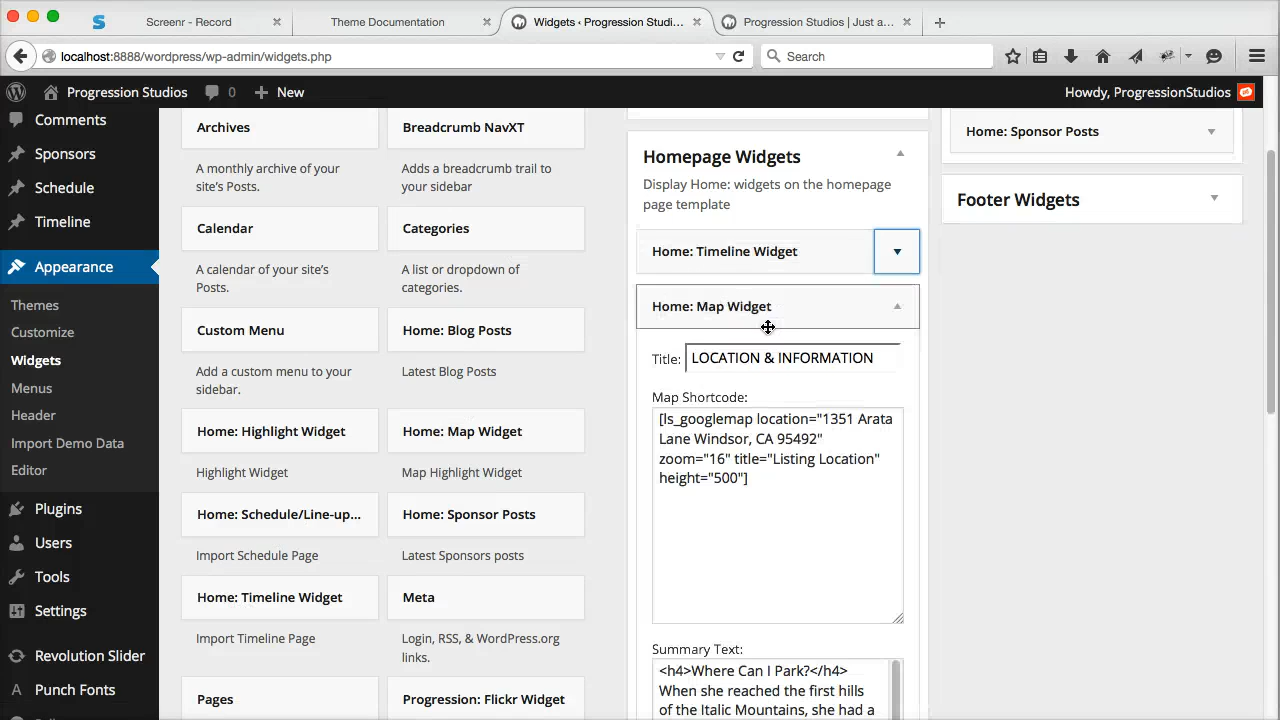 Screenr - Record
Theme Documentation
Widgets ‹ Progression Studi...
Progression Studios | Just a...
localhost:8888/wordpress/wp-admin/widgets.php
Search
Progression Studios
0
New
Howdy, ProgressionStudios
Comments
Sponsors
Schedule
Timeline
Appearance
Themes
Customize
Widgets
Menus
Header
Import Demo Data
Editor
Plugins
Users
Tools
Settings
Revolution Slider
Punch Fonts
Archives
A monthly archive of your
site's Posts.
Breadcrumb NavXT
Adds a breadcrumb trail to
your sidebar
Calendar
A calendar of your site's
Posts.
Categories
A list or dropdown of
categories.
Custom Menu
Add a custom menu to your
sidebar.
Home: Blog Posts
Latest Blog Posts
Home: Highlight Widget
Highlight Widget
Home: Map Widget
Map Highlight Widget
Home: Schedule/Line-up...
Import Schedule Page
Home: Sponsor Posts
Latest Sponsors posts
Home: Timeline Widget
Import Timeline Page
Meta
Login, RSS, & WordPress.org
links.
Pages
Progression: Flickr Widget
Homepage Widgets
Display Home: widgets on the homepage
page template
Home: Timeline Widget
Home: Map Widget
Title:
LOCATION & INFORMATION
Map Shortcode:
[ls_googlemap location="1351 Arata
Lane Windsor, CA 95492"
zoom="16" title="Listing Location"
height="500"]
Summary Text:
<h4>Where Can I Park?</h4>
When she reached the first hills
of the Italic Mountains, she had a
Home: Sponsor Posts
Footer Widgets